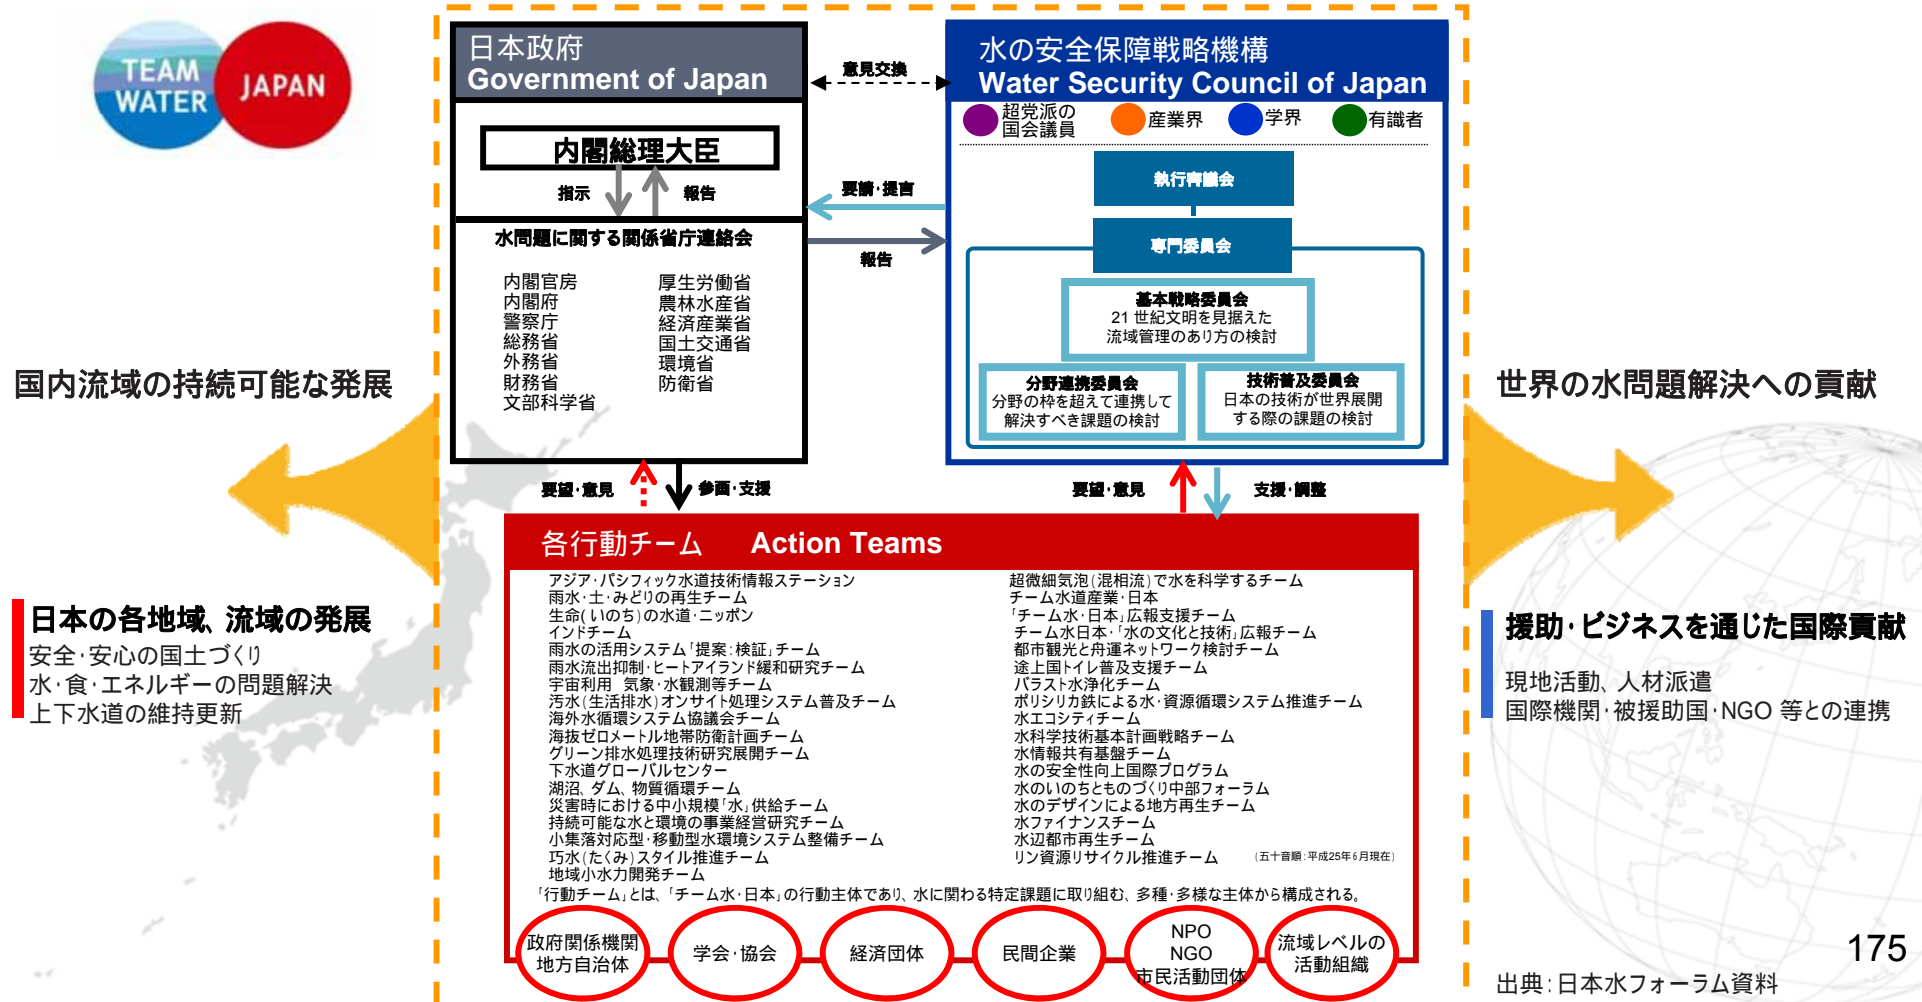 TEAM
WATER
JAPAN
日本政府
Government of Japan
意見交換
水の安全保障戦略機構
Water Security Council of Japan
超党派の
国会議員
産業界
学界
有識者
内閣総理大臣
指示
報告
要請･提言
報告
執行審議会
専門委員会
水問題に関する関係省庁連絡会
内閣官房
内閣府
警察庁
総務省
外務省
財務省
文部科学省
厚生労働省
農林水産省
経済産業省
国土交通省
環境省
防衛省
基本戦略委員会
21 世紀文明を見据えた
流域管理のあり方の検討
分野連携委員会
分野の枠を超えて連携して
解決すべき課題の検討
技術普及委員会
日本の技術が世界展開
する際の課題の検討
国内流域の持続可能な発展
世界の水問題解決への貢献
要望･意見
参画･支援
要望･意見
支援･調整
各行動チーム Action Teams
アジア･パシフィック水道技術情報ステーション
雨水･土･みどりの再生チーム
生命(いのち)の水道･ニッポン
インドチーム
雨水の活用システム｢提案:検証｣チーム
雨水流出抑制･ヒートアイランド緩和研究チーム
宇宙利用 気象･水観測等チーム
汚水(生活排水)オンサイト処理システム普及チーム
海外水循環システム協議会チーム
海抜ゼロメートル地帯防衛計画チーム
グリーン排水処理技術研究展開チーム
下水道グローバルセンター
湖沼、ダム、物質循環チーム
災害時における中小規模｢水｣供給チーム
持続可能な水と環境の事業経営研究チーム
小集落対応型･移動型水環境システム整備チーム
巧水(たくみ)スタイル推進チーム
地域小水力開発チーム
超微細気泡(混相流)で水を科学するチーム
チーム水道産業･日本
｢チーム水･日本｣広報支援チーム
チーム水日本･｢水の文化と技術｣広報チーム
都市観光と舟運ネットワーク検討チーム
途上国トイレ普及支援チーム
バラスト水浄化チーム
ポリシリカ鉄による水･資源循環システム推進チーム
水エコシティチーム
水科学技術基本計画戦略チーム
水情報共有基盤チーム
水の安全性向上国際プログラム
水のいのちとものづくり中部フォーラム
水のデザインによる地方再生チーム
水ファイナンスチーム
水辺都市再生チーム
リン資源リサイクル推進チーム
(五十音順:平成25年6月現在)
｢行動チーム｣とは、｢チーム水･日本｣の行動主体であり、水に関わる特定課題に取り組む、多種･多様な主体から構成される。
政府関係機関
地方自治体
学会･協会
経済団体
民間企業
NPO
NGO
市民活動団体
流域レベルの
活動組織
日本の各地域、流域の発展
安全･安心の国土づくり
水･食･エネルギーの問題解決
上下水道の維持更新
援助･ビジネスを通じた国際貢献
現地活動、人材派遣
国際機関･被援助国･NGO 等との連携
175
出典:日本水フォーラム資料